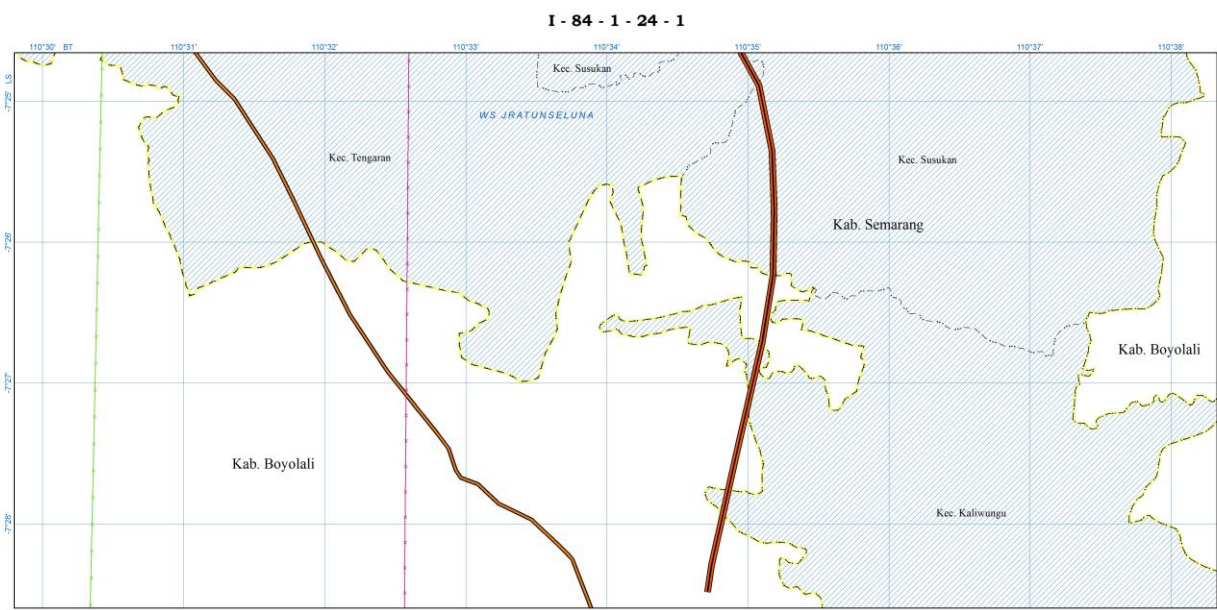 I - 84 - 1 - 24 - 1
110°30' BT
110°31'
110°32'
110°33'
110°34'
110°35'
110°36'
110°37'
110°38'
LS
-7°25'
-7°26'
-7°27'
-7°28'
Kec. Susukan
WS JRATUNSELUNA
Kec. Tengaran
Kec. Susukan
Kab. Semarang
Kab. Boyolali
Kab. Boyolali
Kec. Kaliwungu